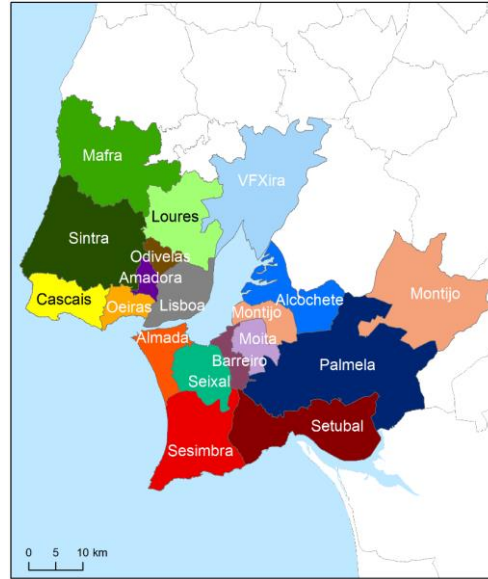 Mafra
VFXira
Loures
Sintra
Odivelas
Amadora
Cascais
Oeiras
Lisboa
Alcochete
Montijo
Montijo
Almada
Moita
Barreiro
Palmela
Seixal
Setubal
Sesimbra
0 5 10 km